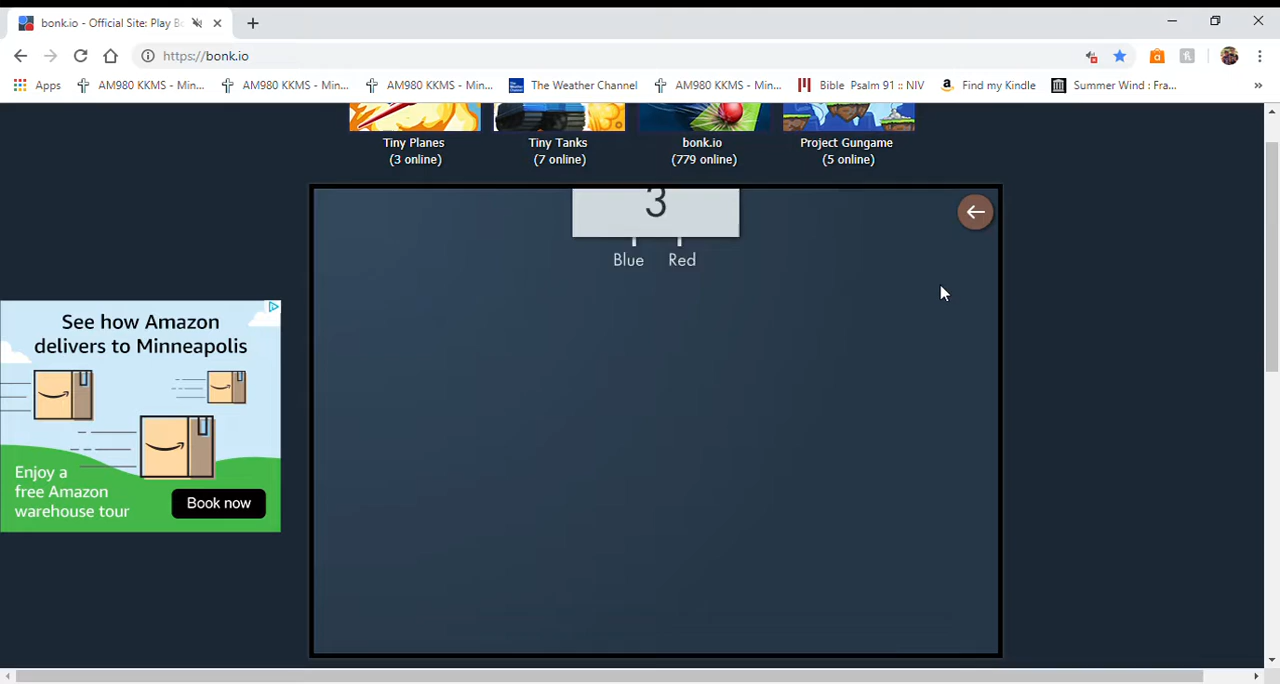 bonk.io - Official Site: Play Bo
https://bonk.io
Apps
AM980 KKMS - Min...
AM980 KKMS - Min...
AM980 KKMS - Min...
The Weather Channel
AM980 KKMS - Min...
Bible Psalm 91 :: NIV
Find my Kindle
Summer Wind : Fra...
»
Tiny Planes
(3 online)
Tiny Tanks
(7 online)
bonk.io
(779 online)
Project Gungame
(5 online)
3
Blue Red
See how Amazon
delivers to Minneapolis
Enjoy a
free Amazon
warehouse tour
Book now